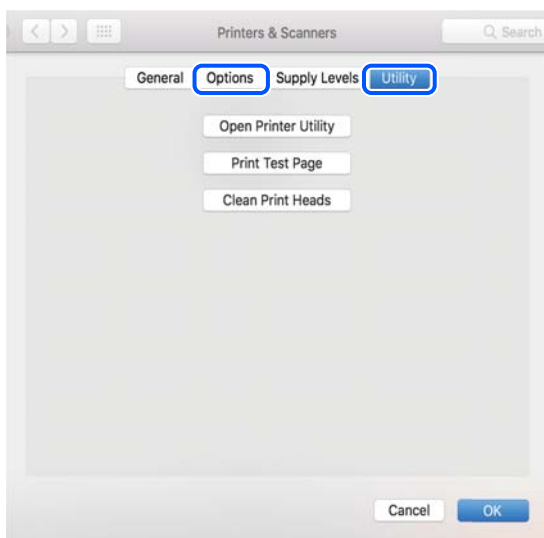 Printers & Scanners Search
General Options Supply Levels Utility
Open Printer Utility
Print Test Page
Clean Print Heads
Cancel OK